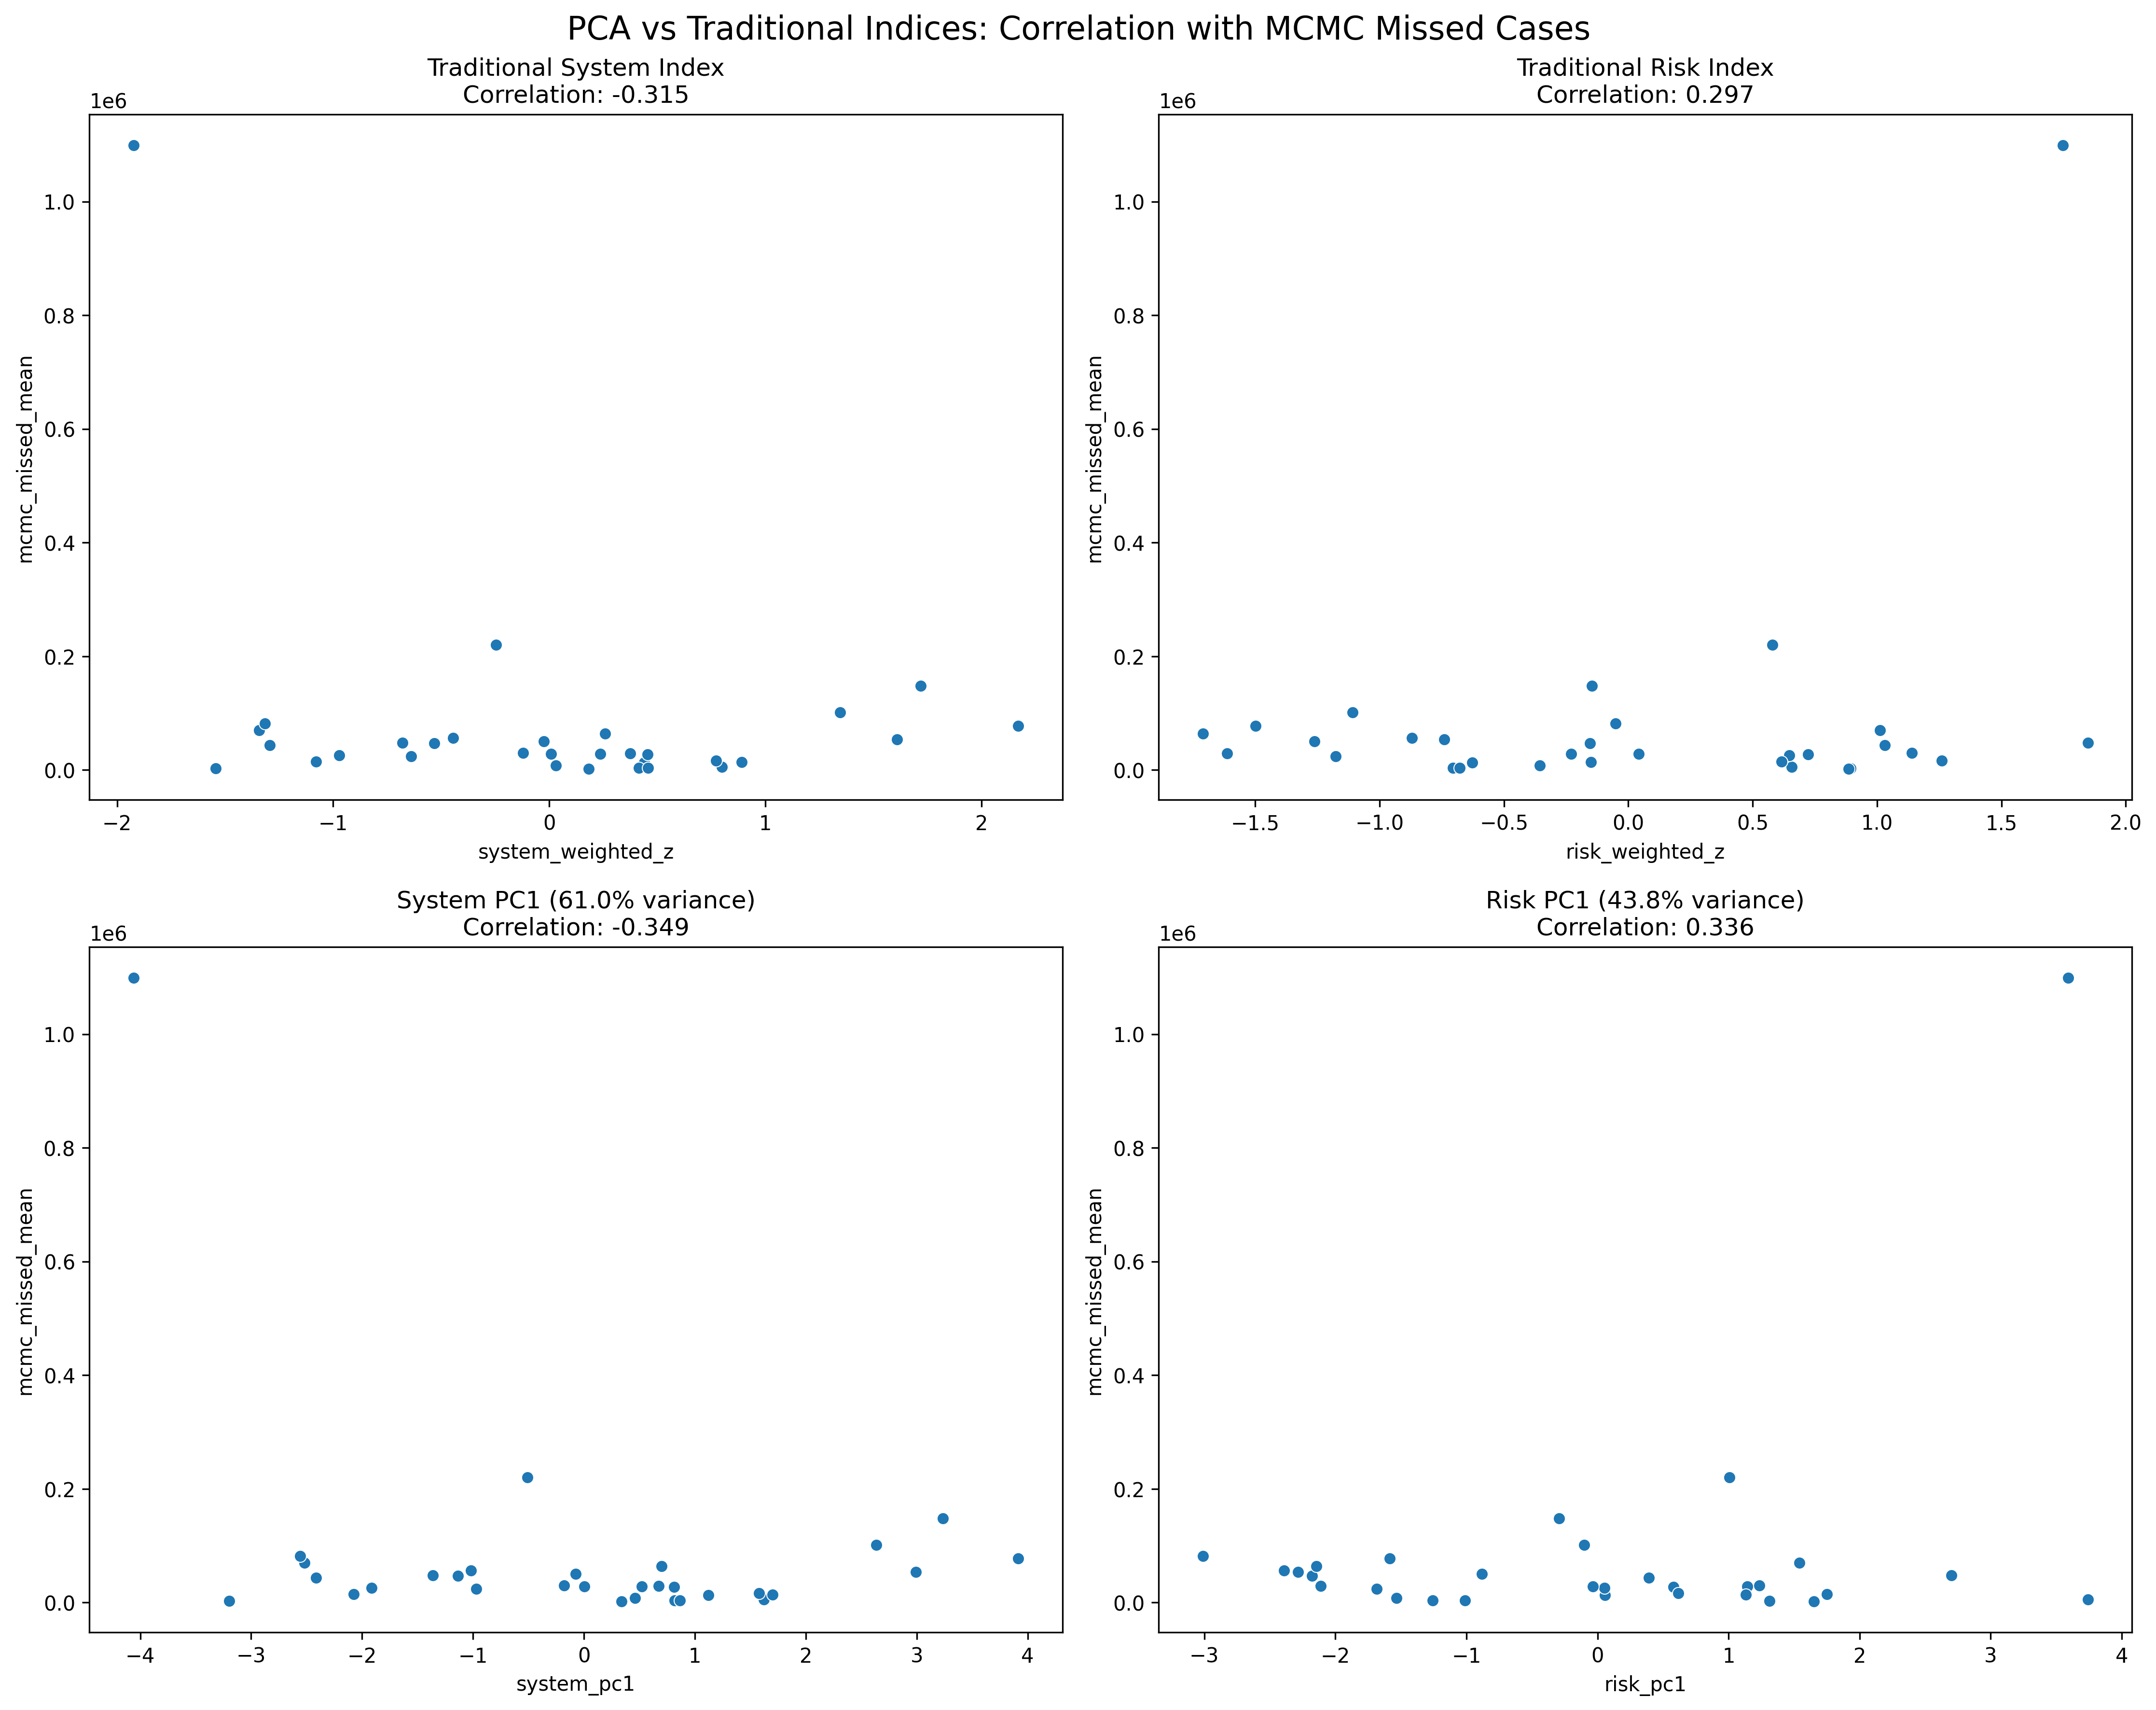 PCA vs Traditional Indices: Correlation with MCMC Missed Cases
Traditional System Index
Correlation: -0.315
1e6
1.0
0.8
0.6
0.4
0.2
0.0
mcmc_missed_mean
−2
−1
0
1
2
system_weighted_z
Traditional Risk Index
Correlation: 0.297
1e6
1.0
0.8
0.6
0.4
0.2
0.0
mcmc_missed_mean
−1.5
−1.0
−0.5
0.0
0.5
1.0
1.5
2.0
risk_weighted_z
System PC1 (61.0% variance)
Correlation: -0.349
1e6
1.0
0.8
0.6
0.4
0.2
0.0
mcmc_missed_mean
−4
−3
−2
−1
0
1
2
3
4
system_pc1
Risk PC1 (43.8% variance)
Correlation: 0.336
1e6
1.0
0.8
0.6
0.4
0.2
0.0
mcmc_missed_mean
−3
−2
−1
0
1
2
3
4
risk_pc1